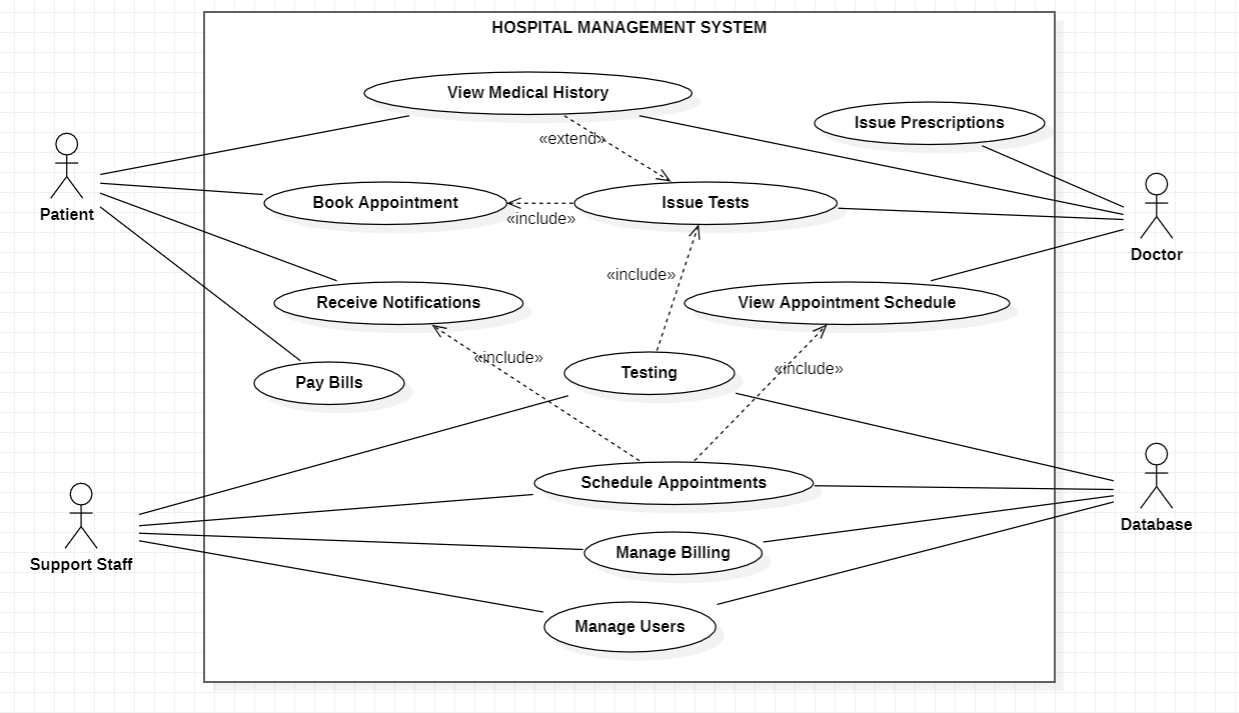 HOSPITAL MANAGEMENT SYSTEM
View Medical History
Issue Prescriptions
«extend»
Patient
Book Appointment
Issue Tests
«include»
Doctor
«include»
Receive Notifications
View Appointment Schedule
«include»
Testing
«include»
Pay Bills
Schedule Appointments
Database
Support Staff
Manage Billing
Manage Users